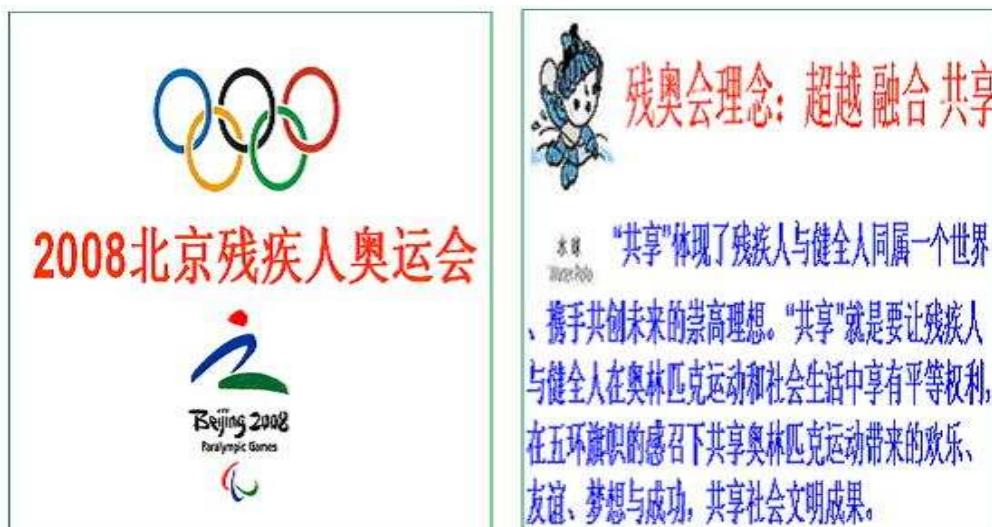 2008北京残疾人奥运会
Beijing 2008
Paralympic Games
残奥会理念：超越 融合 共享
水球
Water Polo
“共享”体现了残疾人与健全人同属一个世界
、携手共创未来的崇高理想。“共享”就是要让残疾人
与健全人在奥林匹克运动和社会生活中享有平等权利，
在五环旗帜的感召下共享奥林匹克运动带来的欢乐、
友谊、梦想与成功，共享社会文明成果。